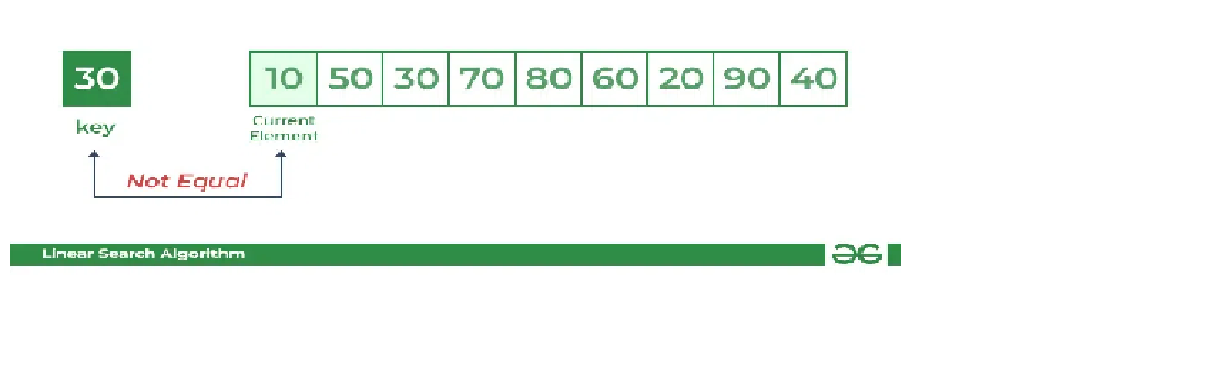 30 10 50 30 70 80 60 20 90 40
key
Current
Element
Not Equal
Linear Search Algorithm